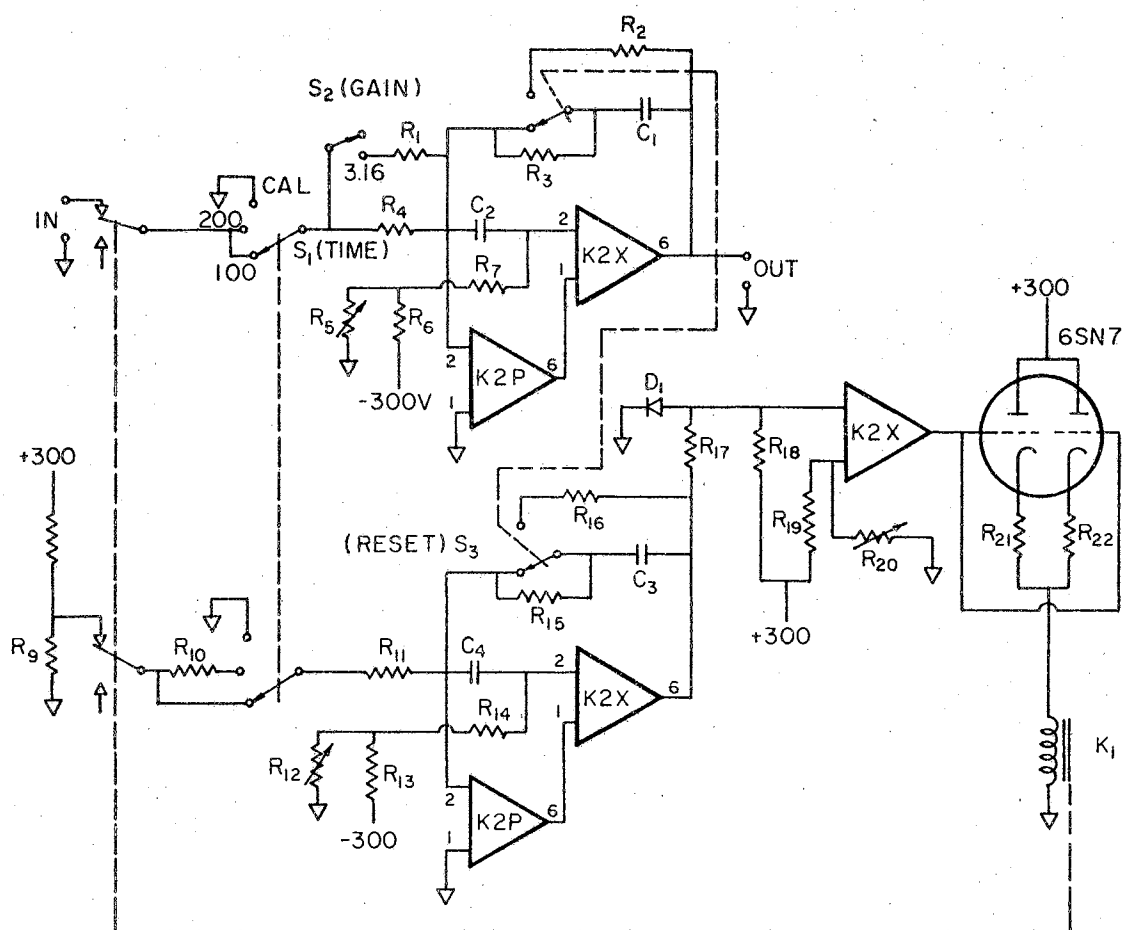 R2
S2 (GAIN)
C1
R1
3.16
R3
CAL
IN
200
R4
C2
2
K2X
6
S1 (TIME)
100
R7
1
OUT
R5
R6
2
K2P
6
1
-300V
+300
6SN7
D1
K2X
R17
R18
+300
R16
R19
R20
R21
R22
(RESET) S3
C3
R15
+300
R9
R10
R11
C4
2
K2X
6
R14
1
R12
R13
K1
2
K2P
6
-300
1